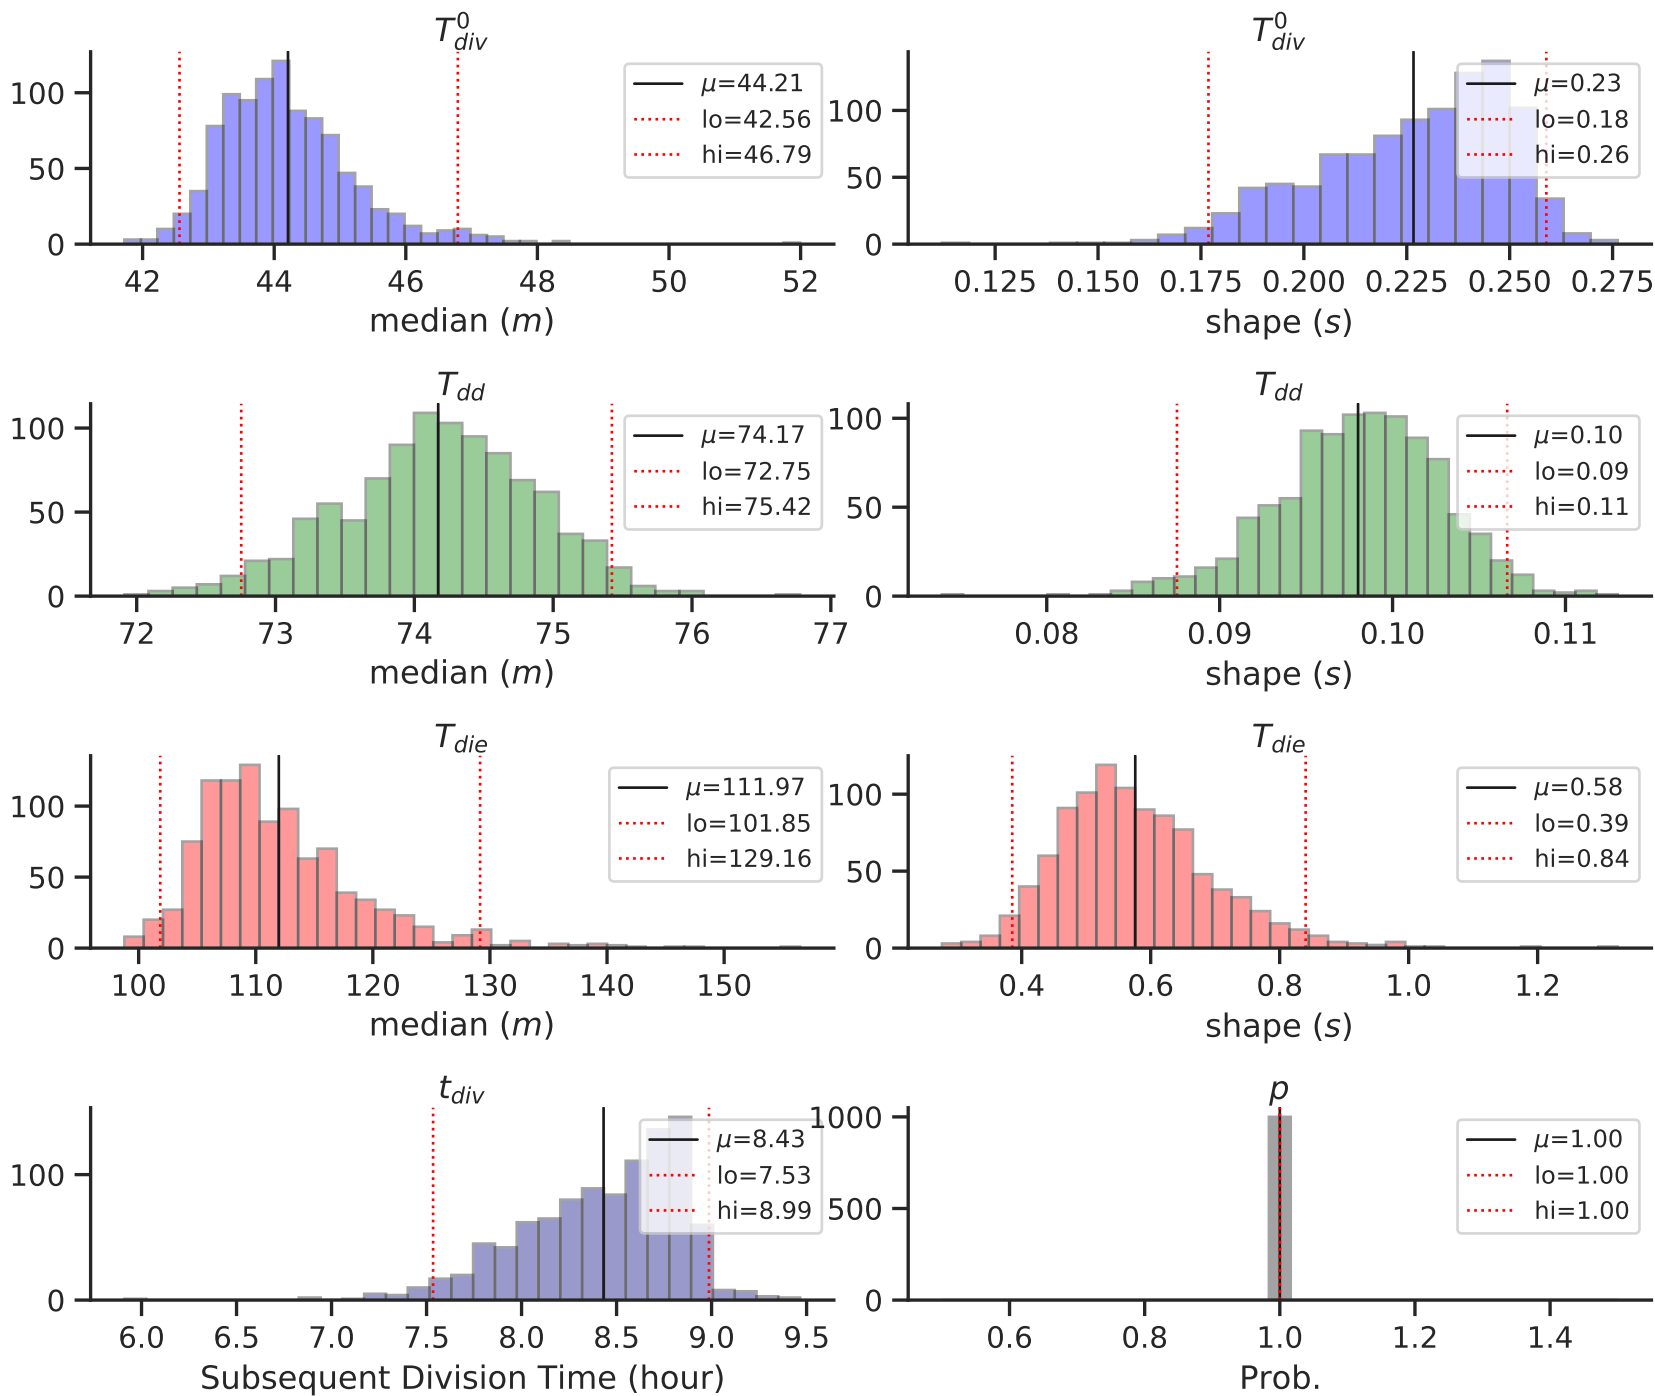 T⁰div
100
50
0
42 44 46 48 50 52
median (m)
μ=44.21
lo=42.56
hi=46.79
T⁰div
100
50
0
0.125 0.150 0.175 0.200 0.225 0.250 0.275
shape (s)
μ=0.23
lo=0.18
hi=0.26
Tdd
100
50
0
72 73 74 75 76 77
median (m)
μ=74.17
lo=72.75
hi=75.42
Tdd
100
50
0
0.08 0.09 0.10 0.11
shape (s)
μ=0.10
lo=0.09
hi=0.11
Tdie
100
50
0
100 110 120 130 140 150
median (m)
μ=111.97
lo=101.85
hi=129.16
Tdie
100
50
0
0.4 0.6 0.8 1.0 1.2
shape (s)
μ=0.58
lo=0.39
hi=0.84
tdiv
100
0
6.0 6.5 7.0 7.5 8.0 8.5 9.0 9.5
Subsequent Division Time (hour)
μ=8.43
lo=7.53
hi=8.99
p
1000
500
0
0.6 0.8 1.0 1.2 1.4
Prob.
μ=1.00
lo=1.00
hi=1.00